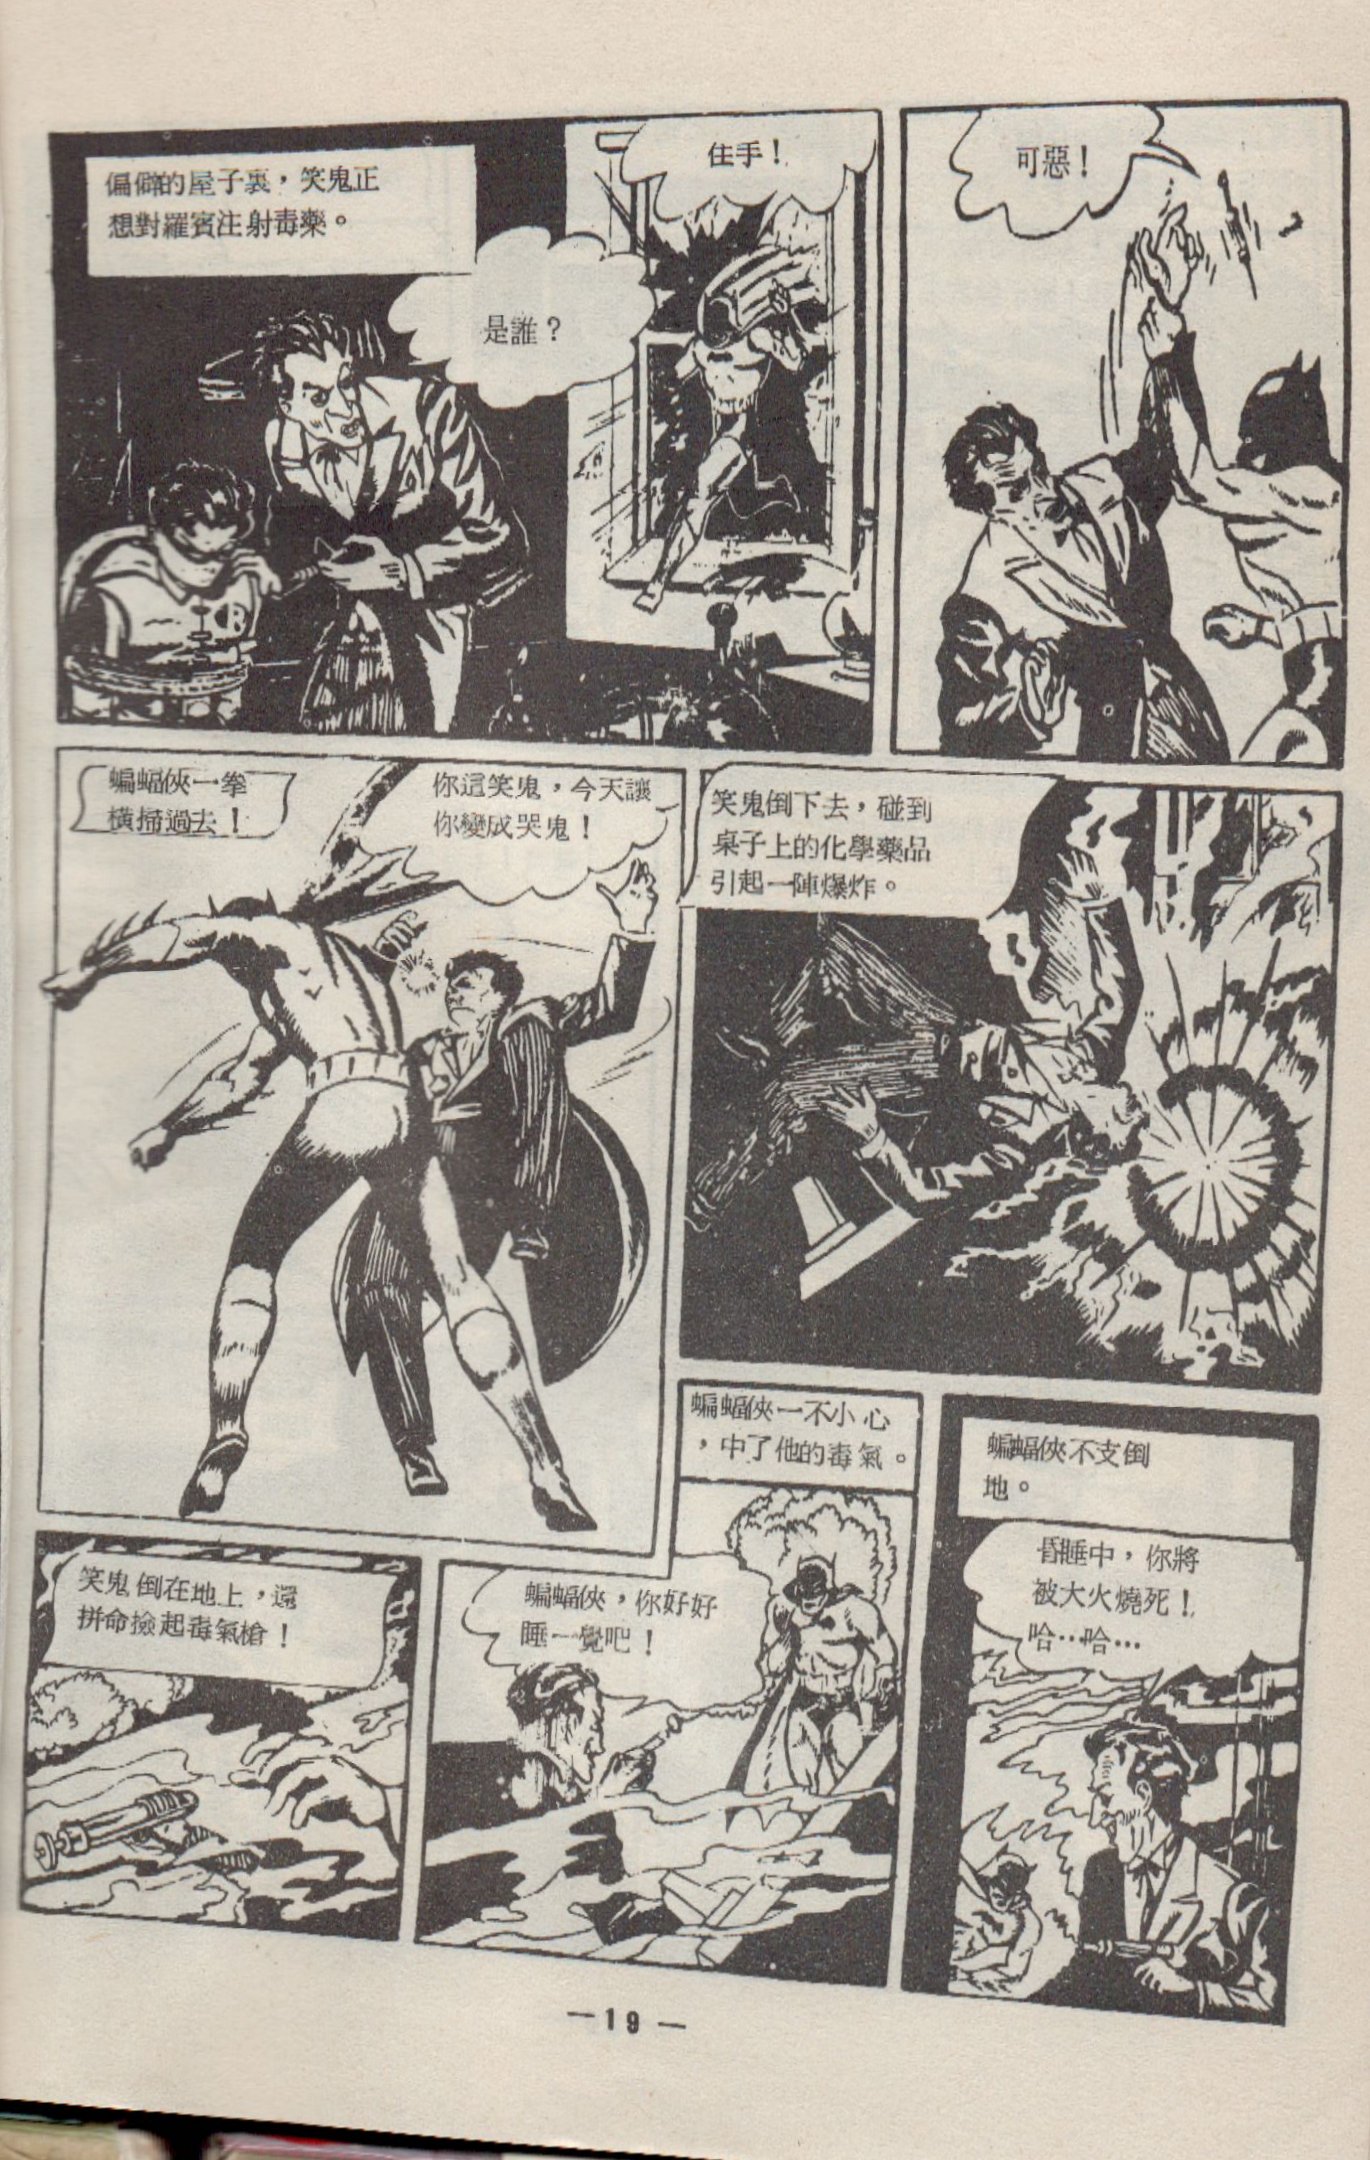 偏僻的屋子裏，笑鬼正
想對羅賓注射毒藥。
是誰？
住手！
可惡！
蝙蝠俠一拳
橫掃過去！
你這笑鬼，今天讓
你變成哭鬼！
笑鬼倒下去，碰到
桌子上的化學藥品
引起一陣爆炸。
笑鬼倒在地上，還
拼命撿起毒氣槍！
蝙蝠俠一不小心
，中了他的毒氣。
蝙蝠俠，你好好
睡一覺吧！
蝙蝠俠不支倒
地。
昏睡中，你將
被大火燒死！
哈…哈…
—19—